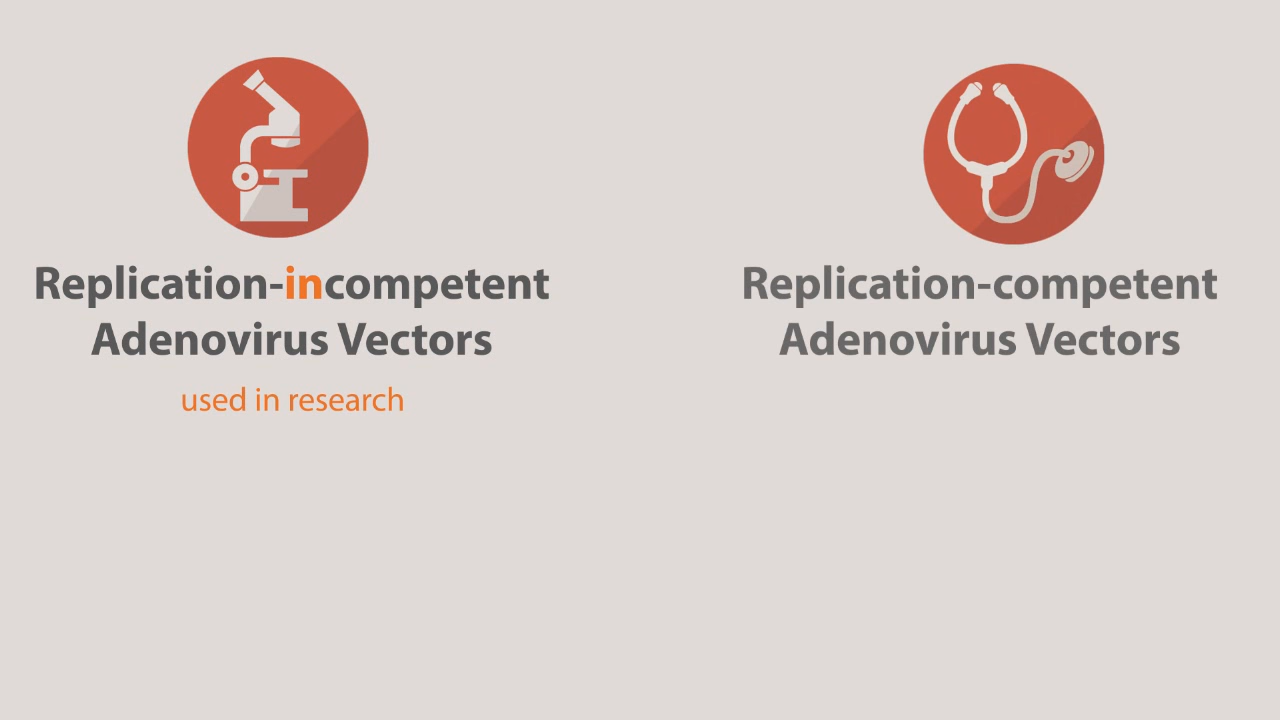 Replication-incompetent
Adenovirus Vectors
used in research
Replication-competent
Adenovirus Vectors